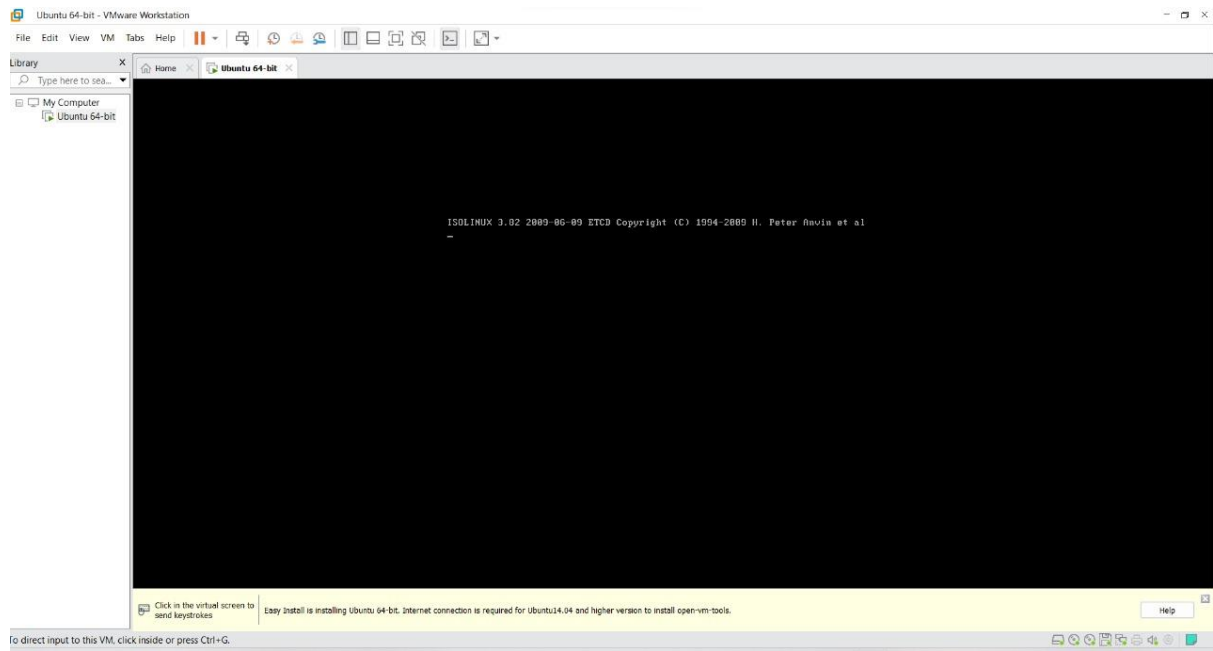 Ubuntu 64-bit - VMware Workstation
File Edit View VM Tabs Help
Library X
Type here to sea...
Home
Ubuntu 64-bit
My Computer
Ubuntu 64-bit
ISOLINUX 3.82 2009-06-09 ETCD Copyright (C) 1994-2009 H. Peter Anvin et al
Click in the virtual screen to
send keystrokes
Easy Install is installing Ubuntu 64-bit. Internet connection is required for Ubuntu14.04 and higher version to install open-vm-tools.
Help
To direct input to this VM, click inside or press Ctrl+G.